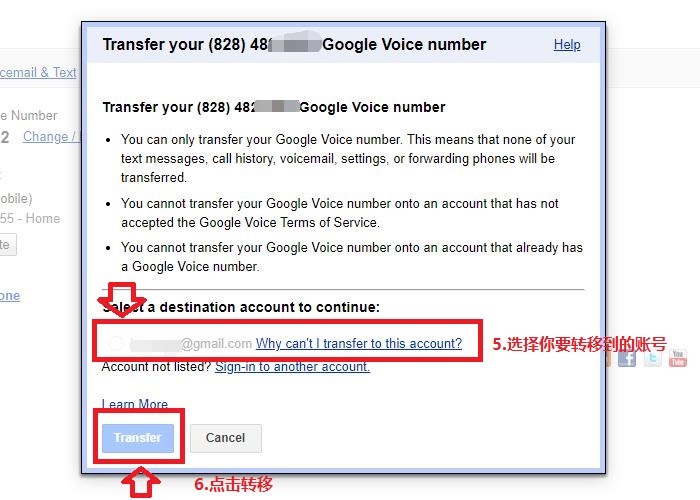 Transfer your (828) 48 Google Voice number Help
cemail & Text
Transfer your (828) 482 Google Voice number
e Number
2 Change /
• You can only transfer your Google Voice number. This means that none of your
text messages, call history, voicemail, settings, or forwarding phones will be
transferred.
obile)
55 - Home
te
• You cannot transfer your Google Voice number onto an account that has not
accepted the Google Voice Terms of Service.
• You cannot transfer your Google Voice number onto an account that already has
a Google Voice number.
one
Select a destination account to continue:
@gmail.com Why can't I transfer to this account?
5.选择你要转移到的账号
Account not listed? Sign-in to another account.
Learn More
Transfer Cancel
6.点击转移